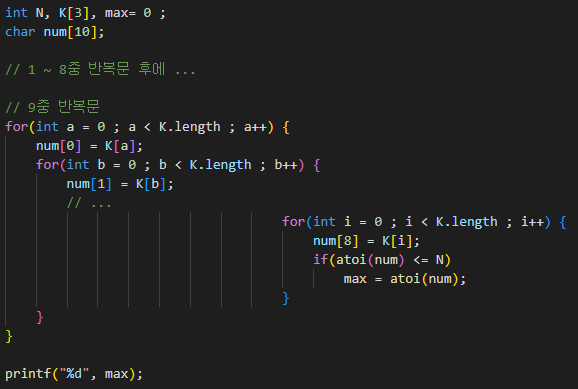 int N, K[3], max= 0 ;
char num[10];
// 1 ~ 8중 반복문 후에 ...
// 9중 반복문
for(int a = 0 ; a < K.length ; a++) {
num[0] = K[a];
for(int b = 0 ; b < K.length ; b++) {
num[1] = K[b];
// ...
for(int i = 0 ; i < K.length ; i++) {
num[8] = K[i];
if(atoi(num) <= N)
max = atoi(num);
}
}
}
printf("%d", max);